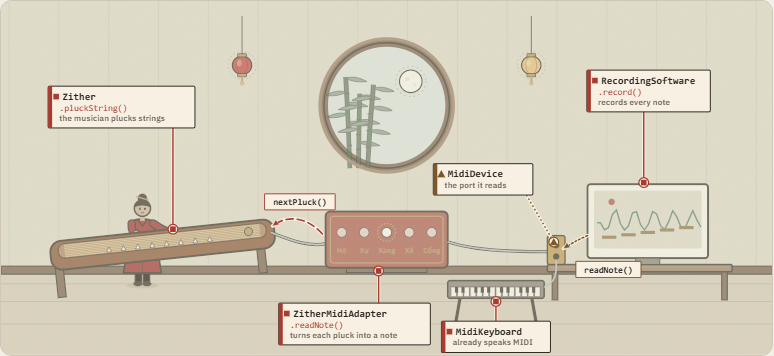 Zither
.pluckString()
the musician plucks strings
RecordingSoftware
.record()
records every note
MidiDevice
the port it reads
nextPluck()
Hò Xự Xang Xê Cống
readNote()
ZitherMidiAdapter
.readNote()
turns each pluck into a note
MidiKeyboard
already speaks MIDI